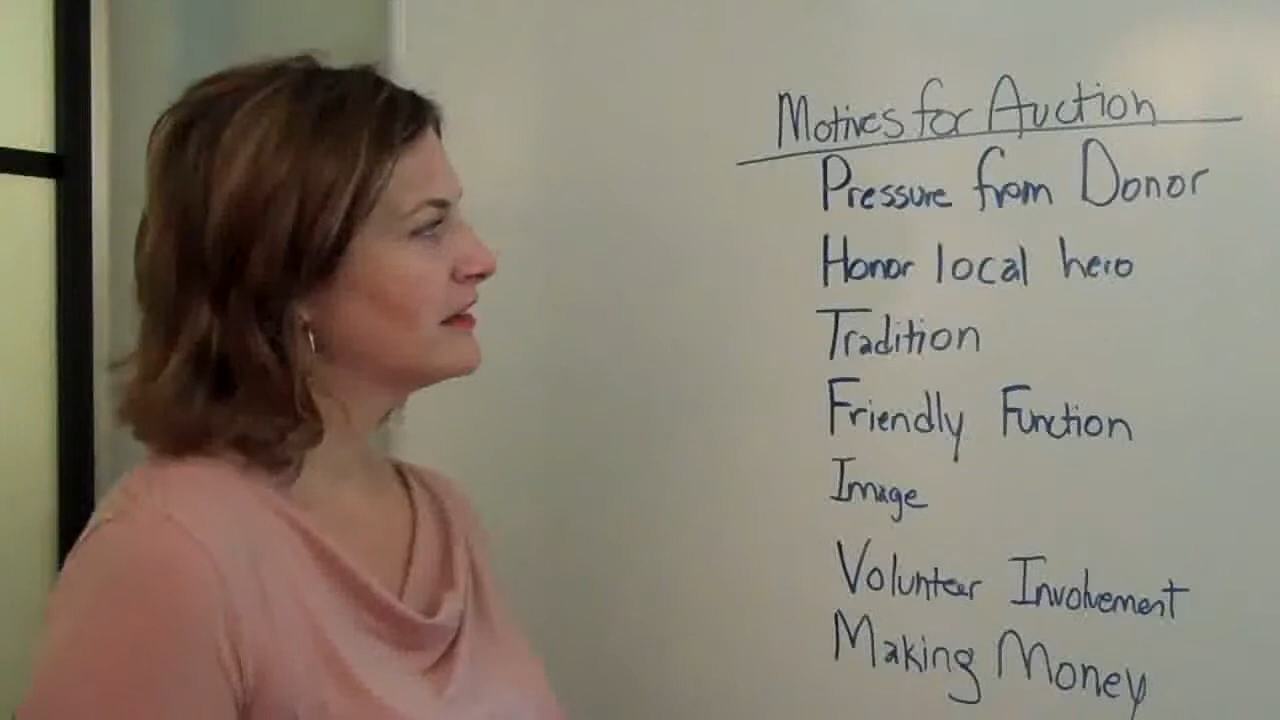 Motives for Auction
Pressure from Donor
Honor local hero
Tradition
Friendly Function
Image
Volunteer Involvement
Making Money